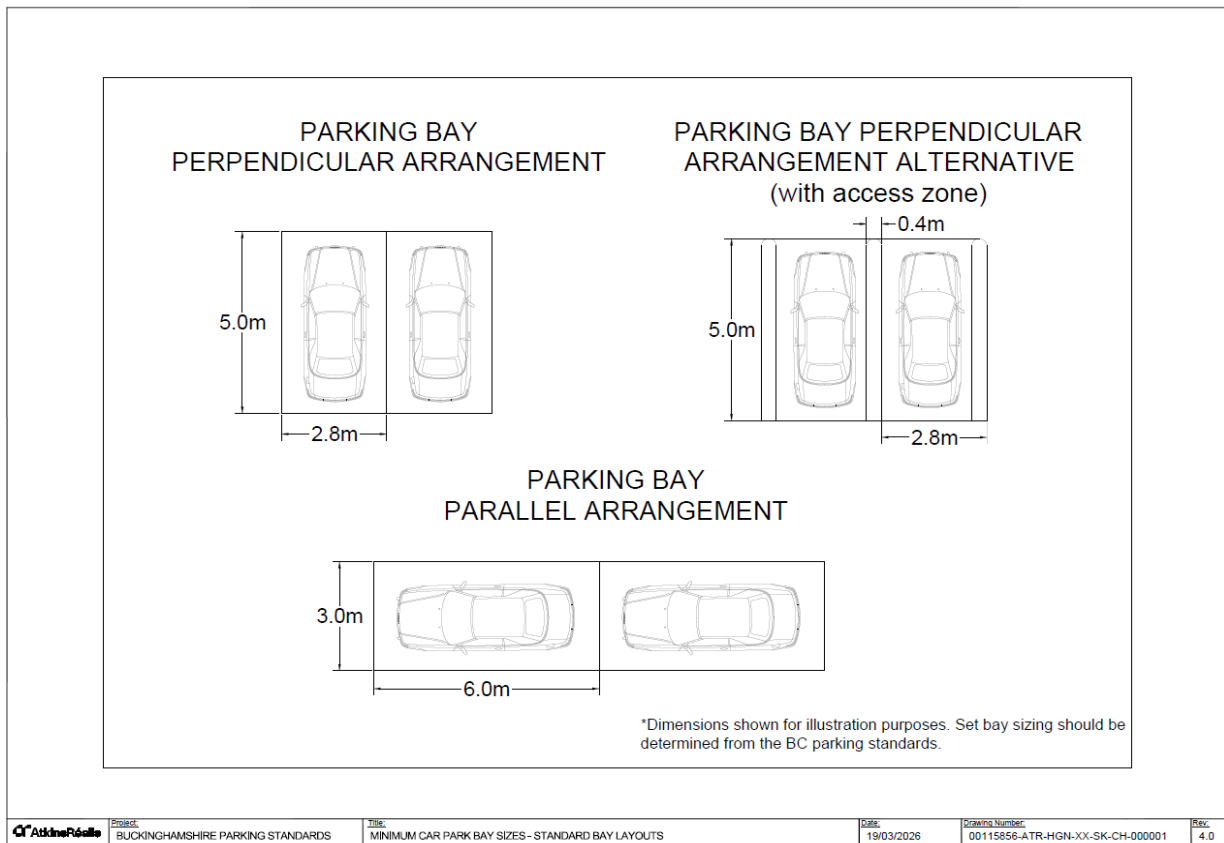 PARKING BAY
PERPENDICULAR ARRANGEMENT
5.0m
2.8m
PARKING BAY PERPENDICULAR
ARRANGEMENT ALTERNATIVE
(with access zone)
0.4m
5.0m
2.8m
PARKING BAY
PARALLEL ARRANGEMENT
3.0m
6.0m
*Dimensions shown for illustration purposes. Set bay sizing should be
determined from the BC parking standards.
AtkinsRéalis
Project:
BUCKINGHAMSHIRE PARKING STANDARDS
Title:
MINIMUM CAR PARK BAY SIZES - STANDARD BAY LAYOUTS
Date:
19/03/2026
Drawing Number:
00115856-ATR-HGN-XX-SK-CH-000001
Rev:
4.0